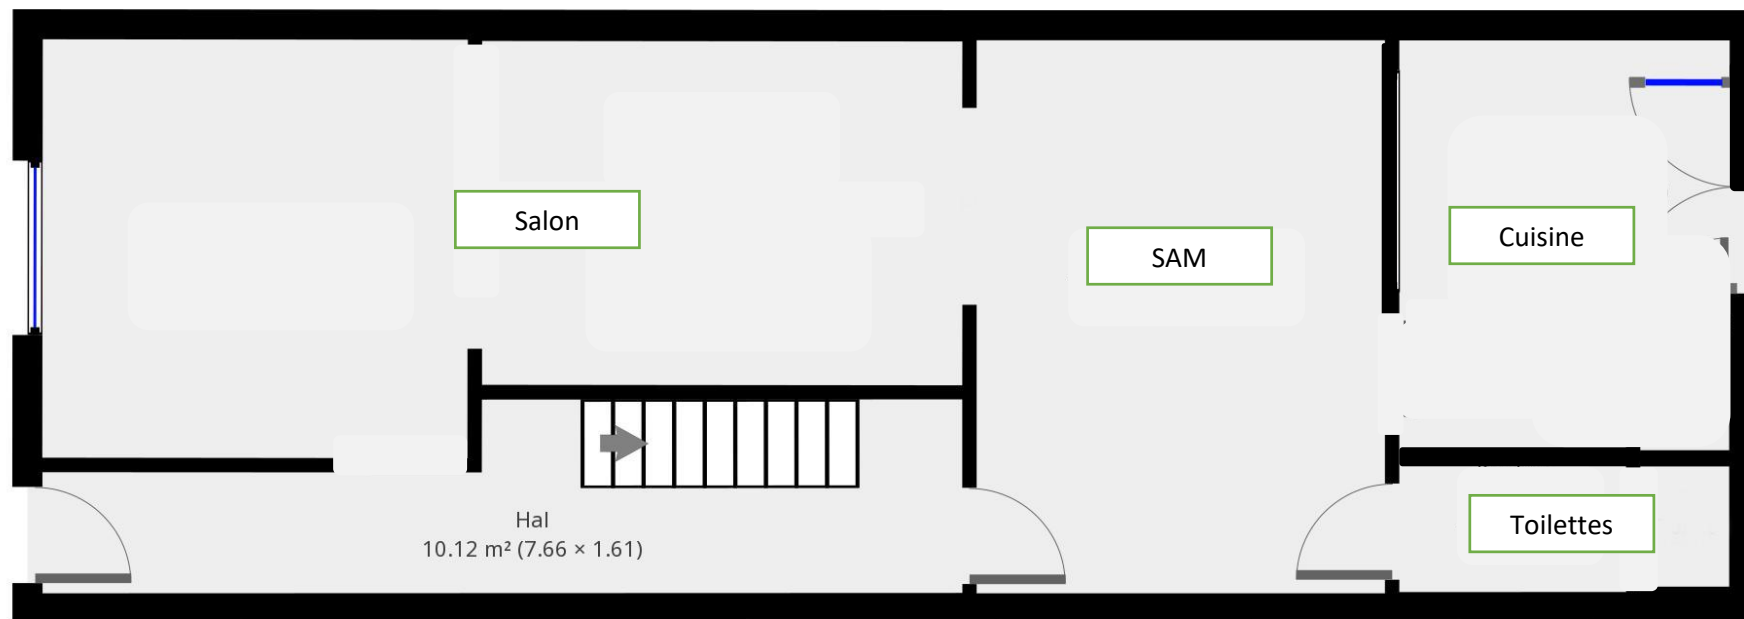 Salon
SAM
Cuisine
Hal
10.12 m² (7.66 × 1.61)
Toilettes